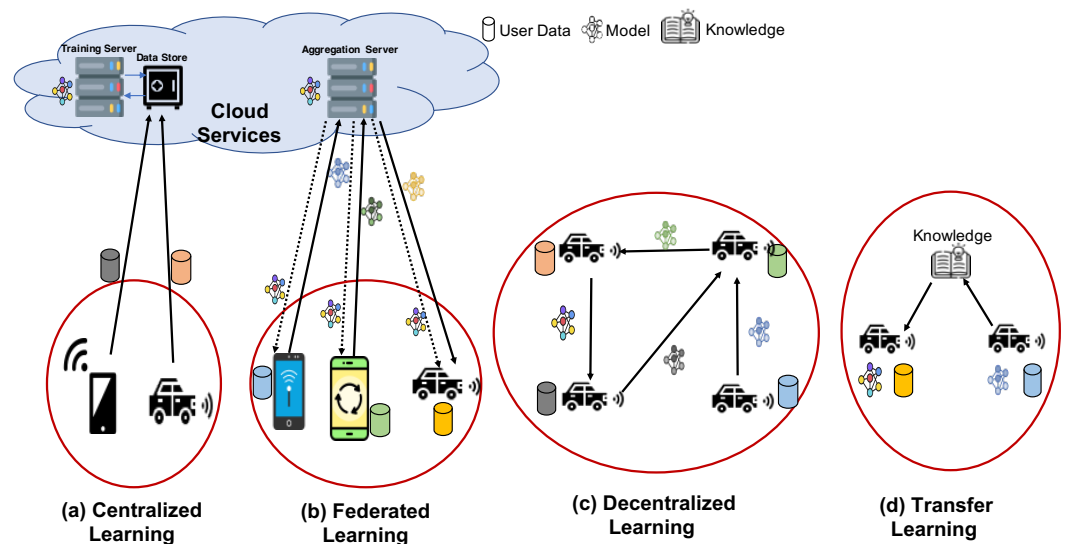 User Data
Model
Knowledge
Training Server
Data Store
Aggregation Server
Cloud
Services
Knowledge
(a) Centralized
Learning
(b) Federated
Learning
(c) Decentralized
Learning
(d) Transfer
Learning